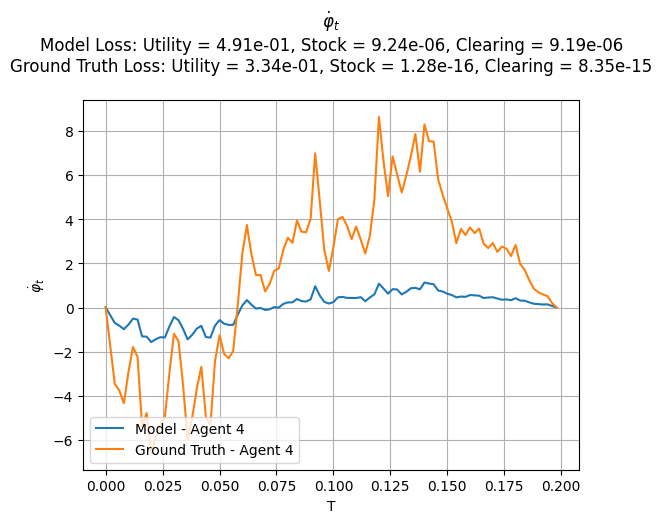 φ̇ₜ
Model Loss: Utility = 4.91e-01, Stock = 9.24e-06, Clearing = 9.19e-06
Ground Truth Loss: Utility = 3.34e-01, Stock = 1.28e-16, Clearing = 8.35e-15
8
6
4
2
0
−2
−4
−6
φ̇ₜ
Model - Agent 4
Ground Truth - Agent 4
0.000 0.025 0.050 0.075 0.100 0.125 0.150 0.175 0.200
T